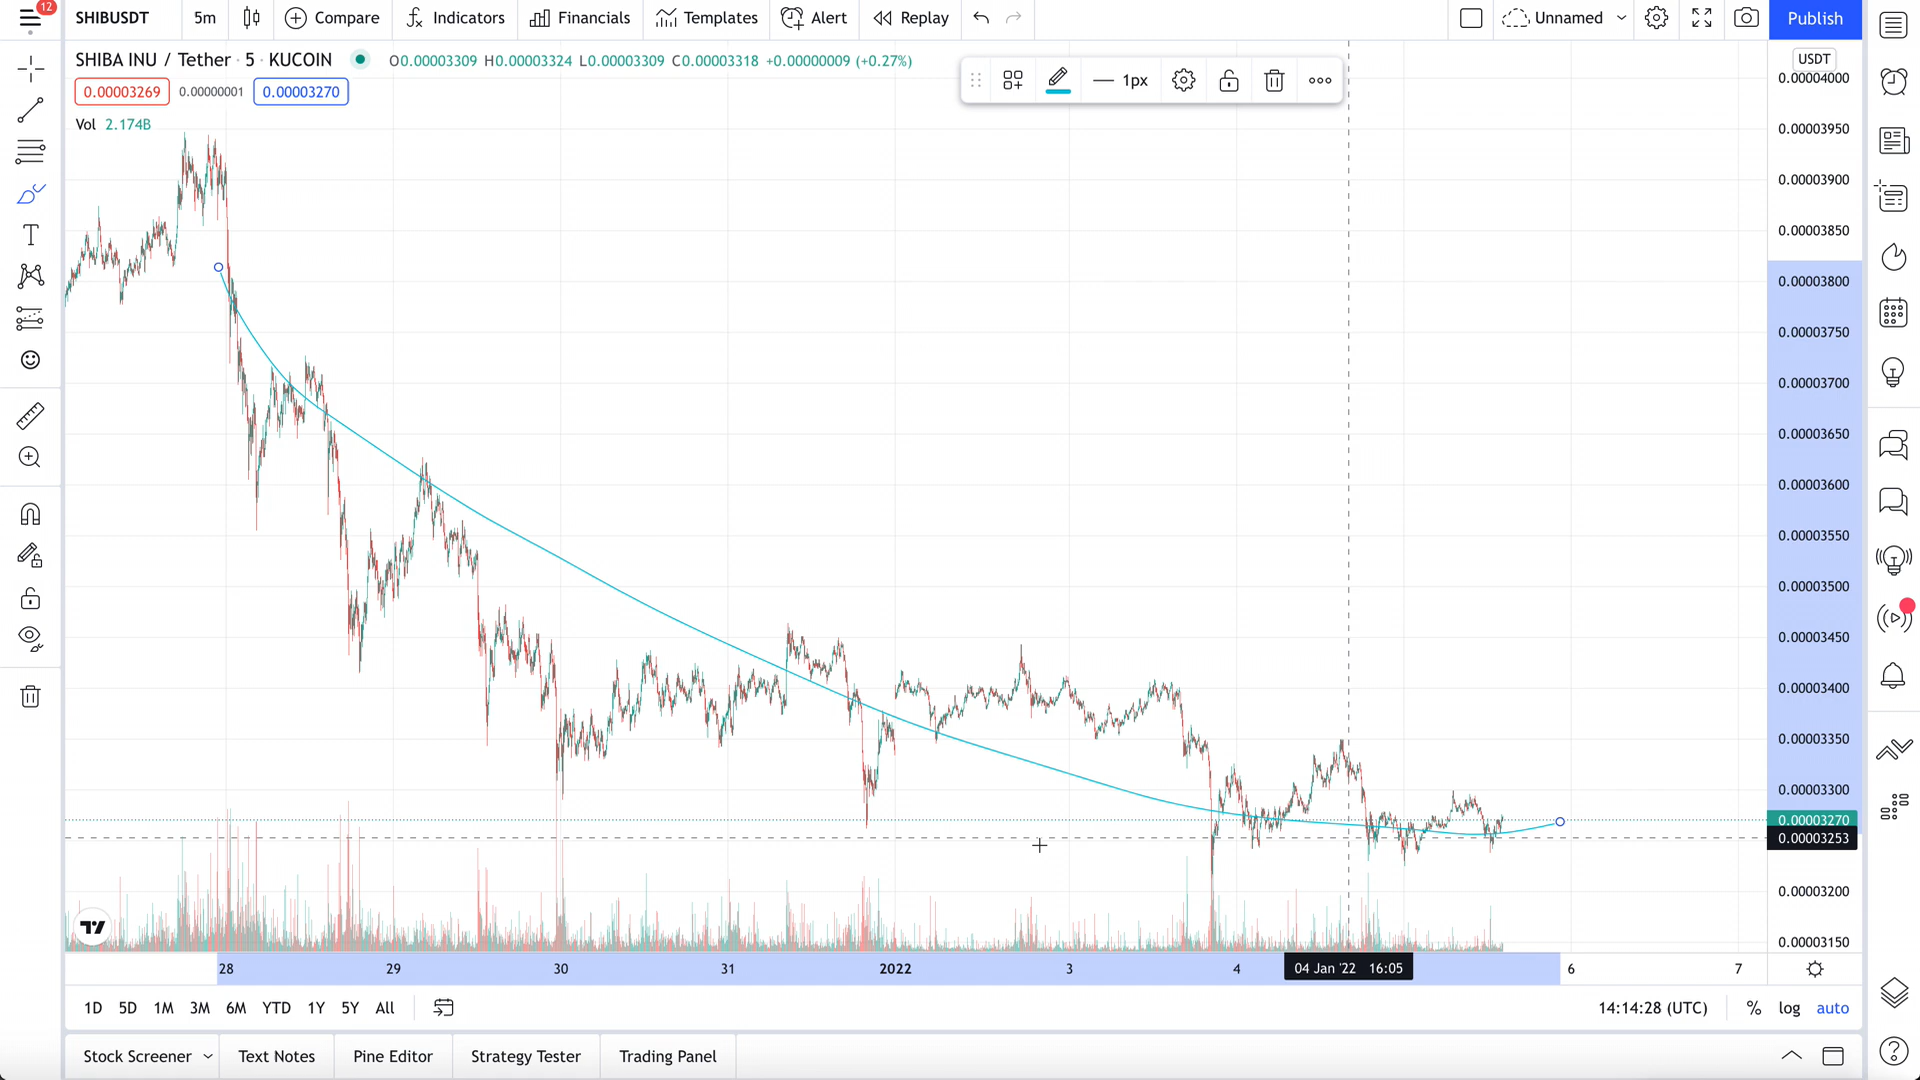 12
SHIBUSDT 5m Compare Indicators Financials Templates Alert Replay Unnamed Publish
SHIBA INU / Tether · 5 · KUCOIN O0.00003309 H0.00003324 L0.00003309 C0.00003318 +0.00000009 (+0.27%)
USDT
0.00003269 0.00000001 0.00003270
1px
Vol 2.174B
0.00004000
0.00003950
0.00003900
0.00003850
0.00003800
0.00003750
0.00003700
0.00003650
0.00003600
0.00003550
0.00003500
0.00003450
0.00003400
0.00003350
0.00003300
0.00003270
0.00003253
0.00003200
0.00003150
28 29 30 31 2022 3 4 04 Jan '22 16:05 6 7
1D 5D 1M 3M 6M YTD 1Y 5Y All 14:14:28 (UTC) % log auto
Stock Screener Text Notes Pine Editor Strategy Tester Trading Panel